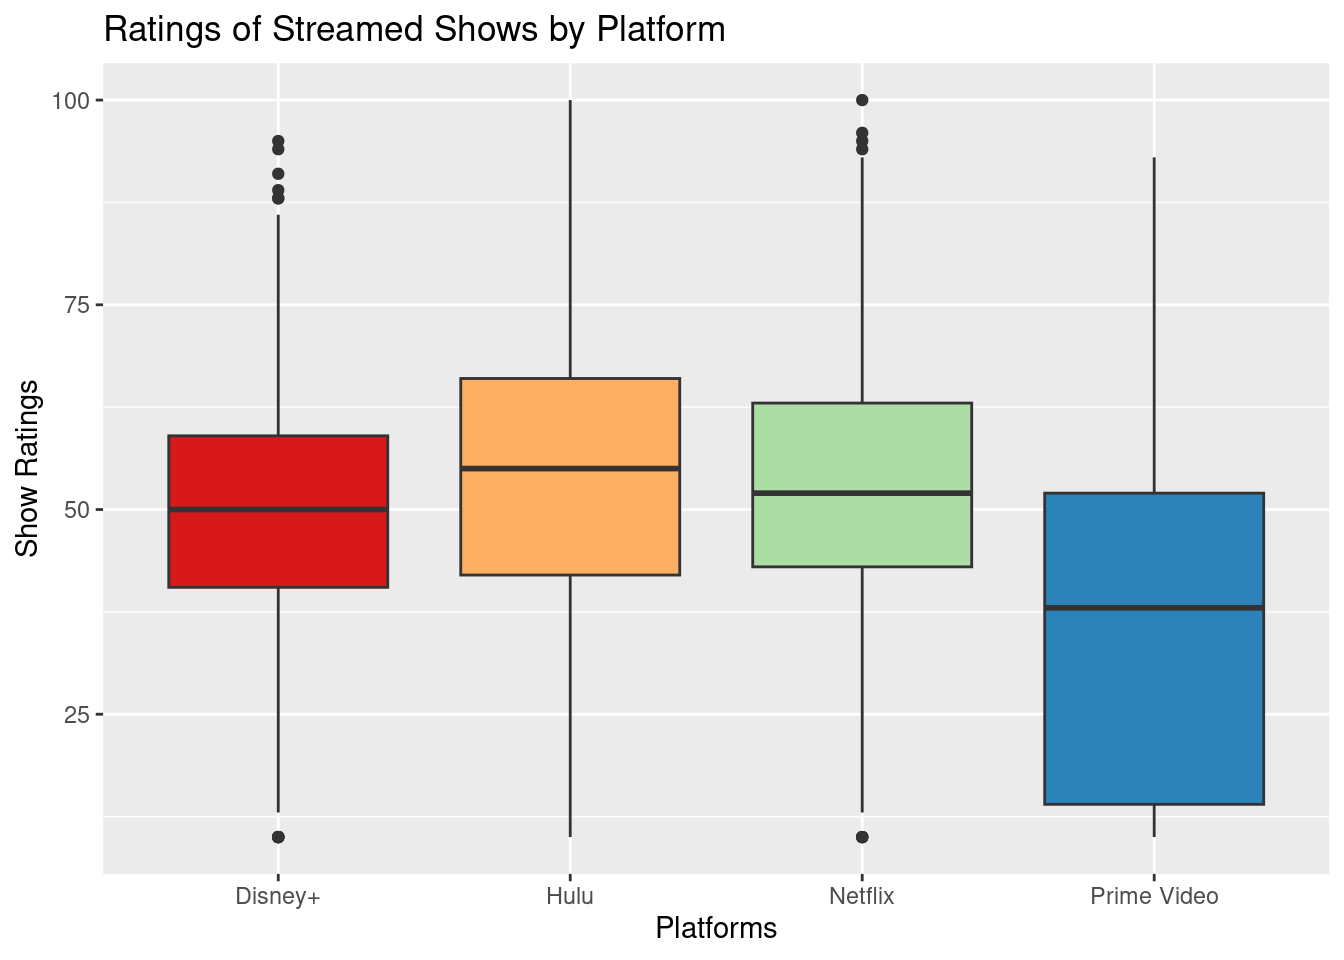 Ratings of Streamed Shows by Platform
100
75
50
25
Show Ratings
Disney+
Hulu
Netflix
Prime Video
Platforms